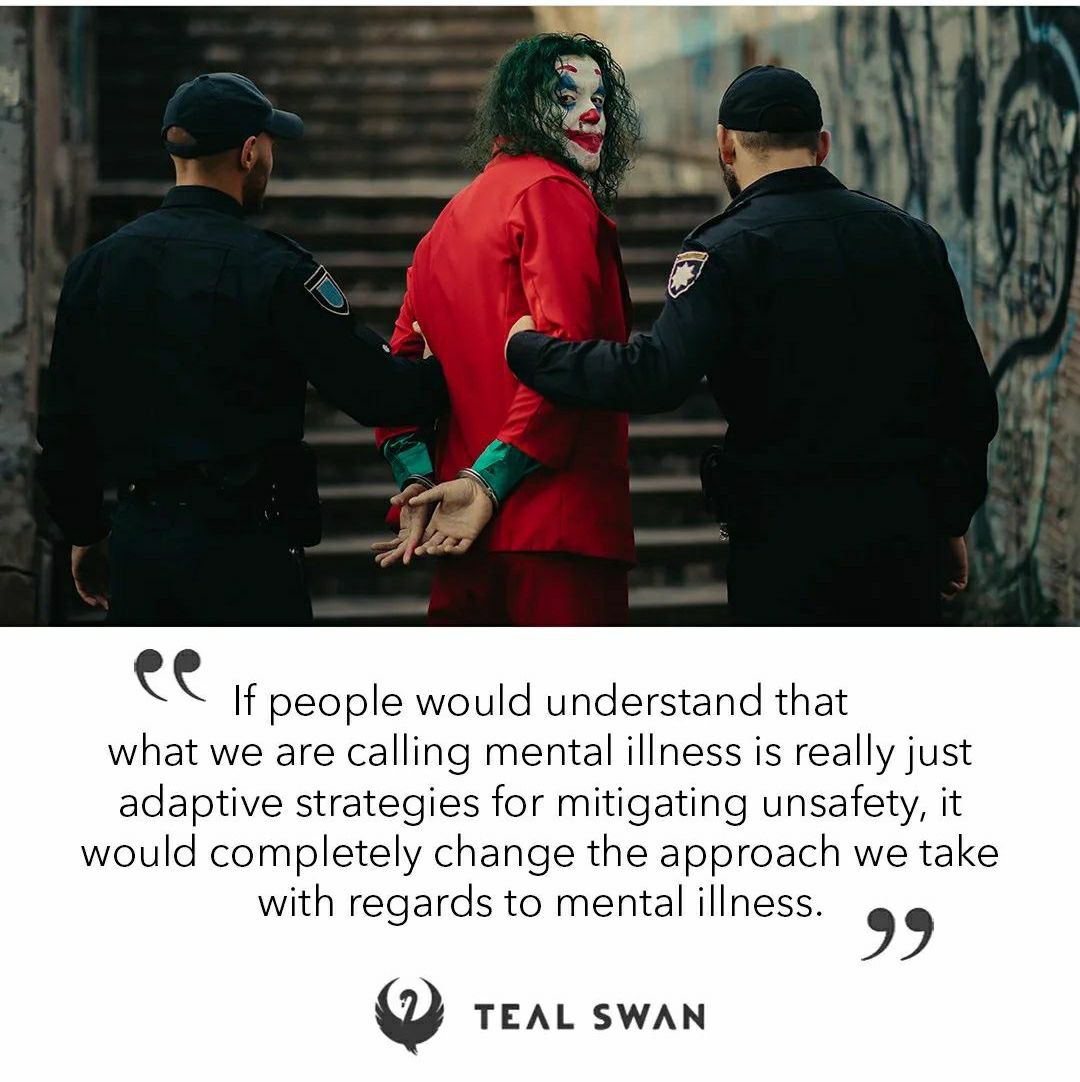 “ If people would understand that
what we are calling mental illness is really just
adaptive strategies for mitigating unsafety, it
would completely change the approach we take
with regards to mental illness. ”
TEAL SWAN